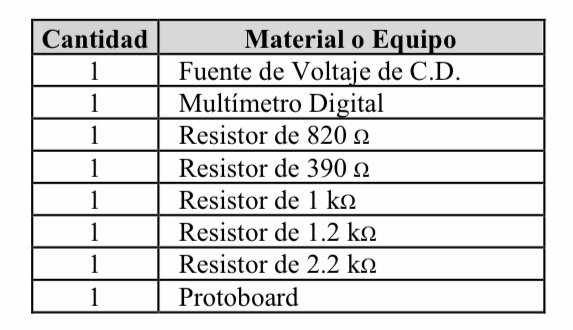 Cantidad Material o Equipo
1 Fuente de Voltaje de C.D.
1 Multímetro Digital
1 Resistor de 820 Ω
1 Resistor de 390 Ω
1 Resistor de 1 kΩ
1 Resistor de 1.2 kΩ
1 Resistor de 2.2 kΩ
1 Protoboard